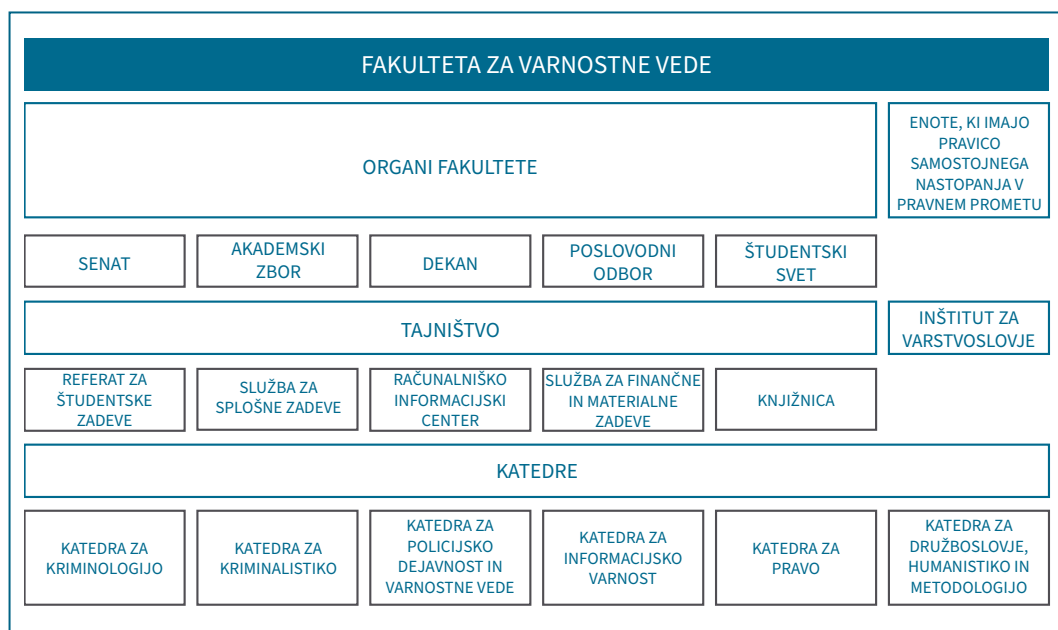 FAKULTETA ZA VARNOSTNE VEDE
ORGANI FAKULTETE
ENOTE, KI IMAJO
PRAVICO
SAMOSTOJNEGA
NASTOPANJA V
PRAVNEM PROMETU
SENAT
AKADEMSKI
ZBOR
DEKAN
POSLOVODNI
ODBOR
ŠTUDENTSKI
SVET
TAJNIŠTVO
INŠTITUT ZA
VARSTVOSLOVJE
REFERAT ZA
ŠTUDENTSKE
ZADEVE
SLUŽBA ZA
SPLOŠNE ZADEVE
RAČUNALNIŠKO
INFORMACIJSKI
CENTER
SLUŽBA ZA FINANČNE
IN MATERIALNE
ZADEVE
KNJIŽNICA
KATEDRE
KATEDRA ZA
KRIMINOLOGIJO
KATEDRA ZA
KRIMINALISTIKO
KATEDRA ZA
POLICIJSKO
DEJAVNOST IN
VARNOSTNE VEDE
KATEDRA ZA
INFORMACIJSKO
VARNOST
KATEDRA ZA
PRAVO
KATEDRA ZA
DRUŽBOSLOVJE,
HUMANISTIKO IN
METODOLOGIJO